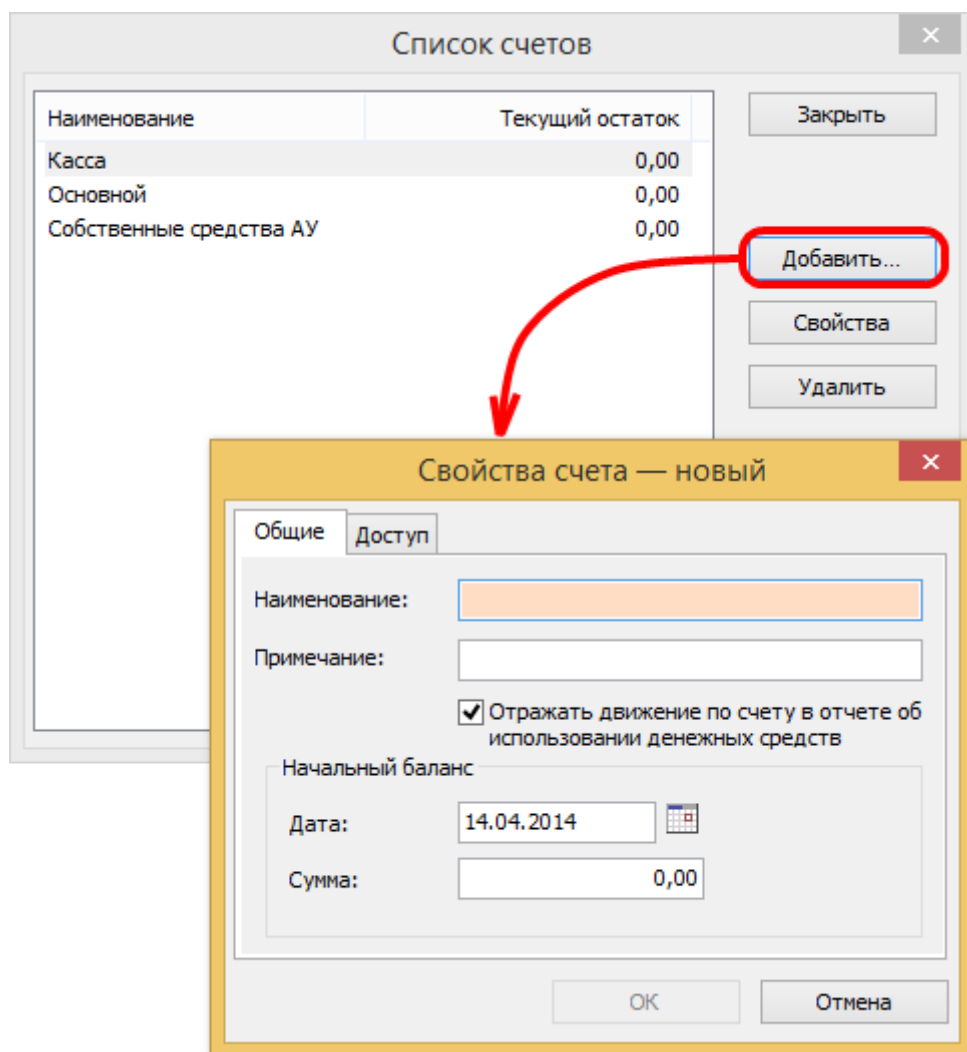 Список счетов
Наименование Текущий остаток
Касса 0,00
Основной 0,00
Собственные средства АУ 0,00
Закрыть
Добавить...
Свойства
Удалить
Свойства счета — новый
Общие Доступ
Наименование:
Примечание:
Отражать движение по счету в отчете об
использовании денежных средств
Начальный баланс
Дата: 14.04.2014
Сумма: 0,00
ОК Отмена